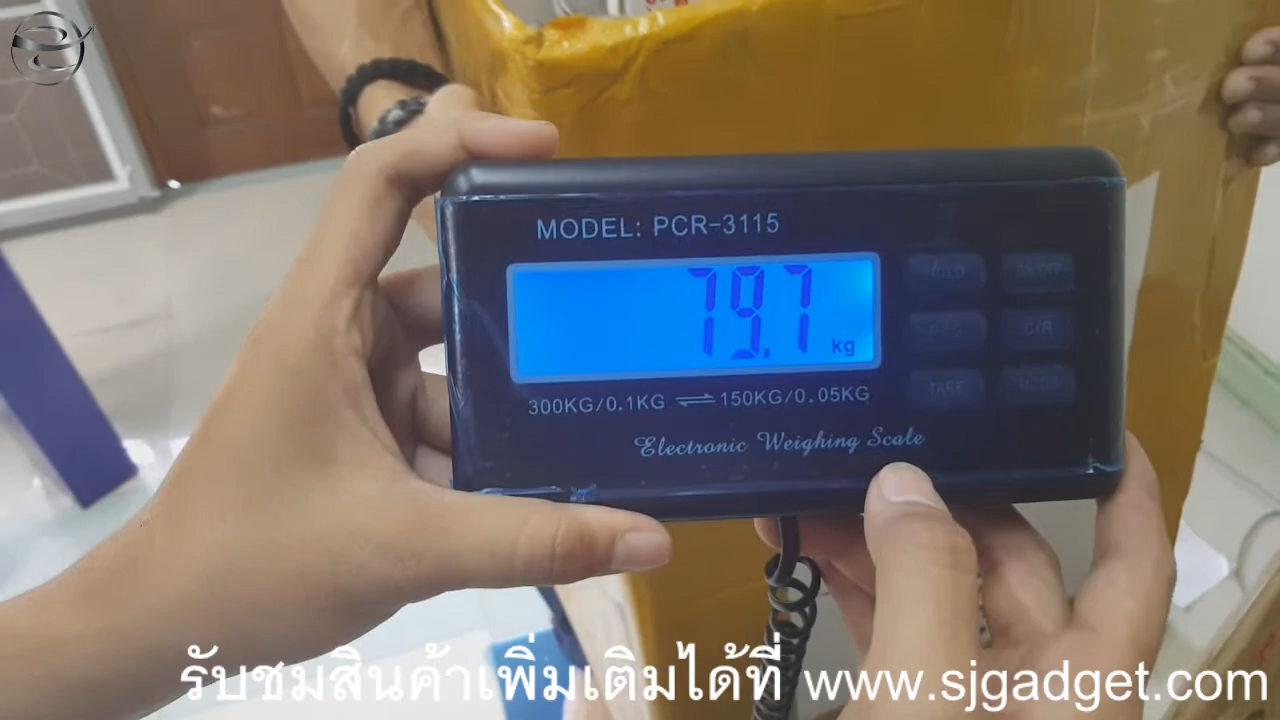 MODEL: PCR-3115
79.7 kg
300KG/0.1KG ⇌ 150KG/0.05KG
Electronic Weighing Scale
TARE
รับชมสินค้าเพิ่มเติมได้ที่ www.sjgadget.com